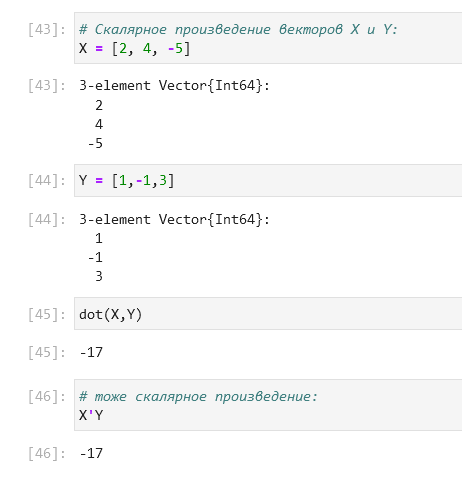 [43]: # Скалярное произведение векторов X и Y:
X = [2, 4, -5]
[43]: 3-element Vector{Int64}:
2
4
-5
[44]: Y = [1,-1,3]
[44]: 3-element Vector{Int64}:
1
-1
3
[45]: dot(X,Y)
[45]: -17
[46]: # тоже скалярное произведение:
X'Y
[46]: -17